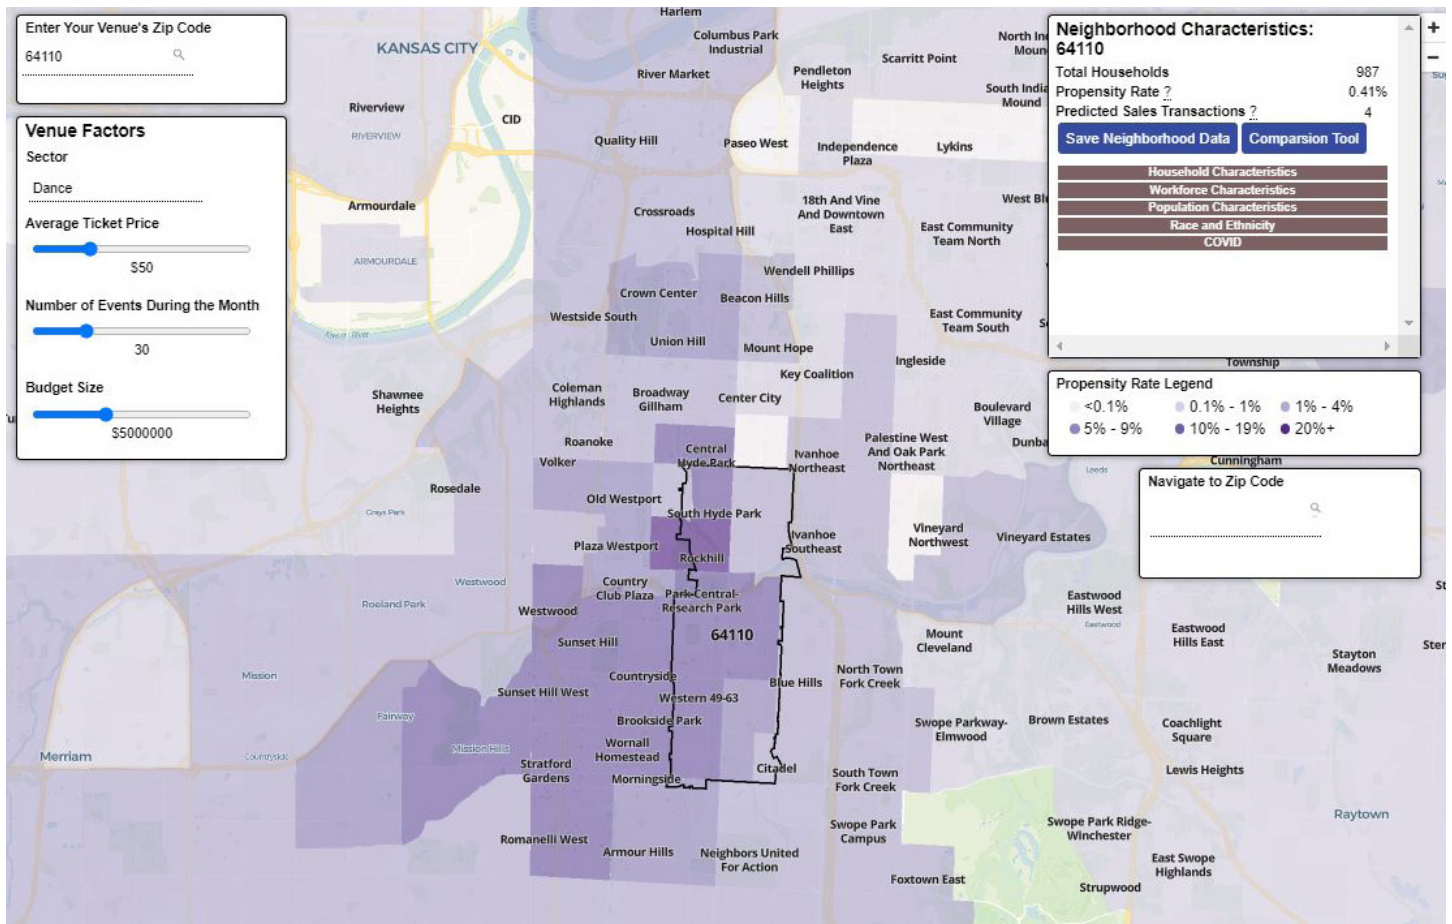 Enter Your Venue's Zip Code
64110
Venue Factors
Sector
Dance
Average Ticket Price
$50
Number of Events During the Month
30
Budget Size
$5000000
Neighborhood Characteristics:
64110
Total Households 987
Propensity Rate ? 0.41%
Predicted Sales Transactions ? 4
Save Neighborhood Data
Comparsion Tool
Household Characteristics
Workforce Characteristics
Population Characteristics
Race and Ethnicity
COVID
+
−
Propensity Rate Legend
<0.1% 0.1% - 1% 1% - 4%
5% - 9% 10% - 19% 20%+
Navigate to Zip Code
Harlem
KANSAS CITY
Columbus Park
Industrial
River Market
Pendleton
Heights
Scarritt Point
South
Mound
Riverview
RIVERVIEW
CID
Quality Hill
Paseo West
Independence
Plaza
Lykins
Armourdale
ARMOURDALE
Crossroads
Hospital Hill
18th And Vine
And Downtown
East
East Community
Team North
Wendell Phillips
Crown Center
Beacon Hills
Westside South
Union Hill
Mount Hope
East Community
Team South
Ingleside
Township
Key Coalition
Shawnee
Heights
Coleman
Highlands
Broadway
Gillham
Center City
Boulevard
Village
Roanoke
Volker
Central
Hyde Park
Ivanhoe
Northeast
Palestine West
And Oak Park
Northeast
Leeds
Cunningham
Rosedale
Old Westport
South Hyde Park
Plaza Westport
Rockhill
Ivanhoe
Southeast
Vineyard
Northwest
Vineyard Estates
Westwood
Roeland Park
Country
Club Plaza
Park-Central-
Research Park
Westwood
64110
Sunset Hill
Eastwood
Hills West
Eastwood
Mount
Cleveland
Eastwood
Hills East
Stayton
Meadows
Mission
Countryside
Blue Hills
North Town
Fork Creek
Sunset Hill West
Western 49-63
Fairway
Brookside Park
Swope Parkway-
Elmwood
Brown Estates
Coachlight
Square
Merriam
Countryside
Mission Hills
Wornall
Homestead
Stratford
Gardens
Morningside
Citadel
South Town
Fork Creek
Lewis Heights
Raytown
Romanelli West
Armour Hills
Neighbors United
For Action
Swope Park
Campus
Swope Park Ridge-
Winchester
East Swope
Highlands
Foxtown East
Strupwood